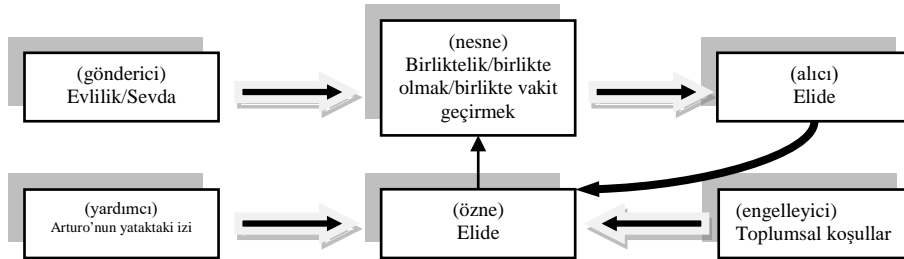 (gönderici)
Evlilik/Sevda
(nesne)
Birliktelik/birlikte
olmak/birlikte vakit
geçirmek
(alıcı)
Elide
(yardımcı)
Arturo’nun yataktaki izi
(özne)
Elide
(engelleyici)
Toplumsal koşullar